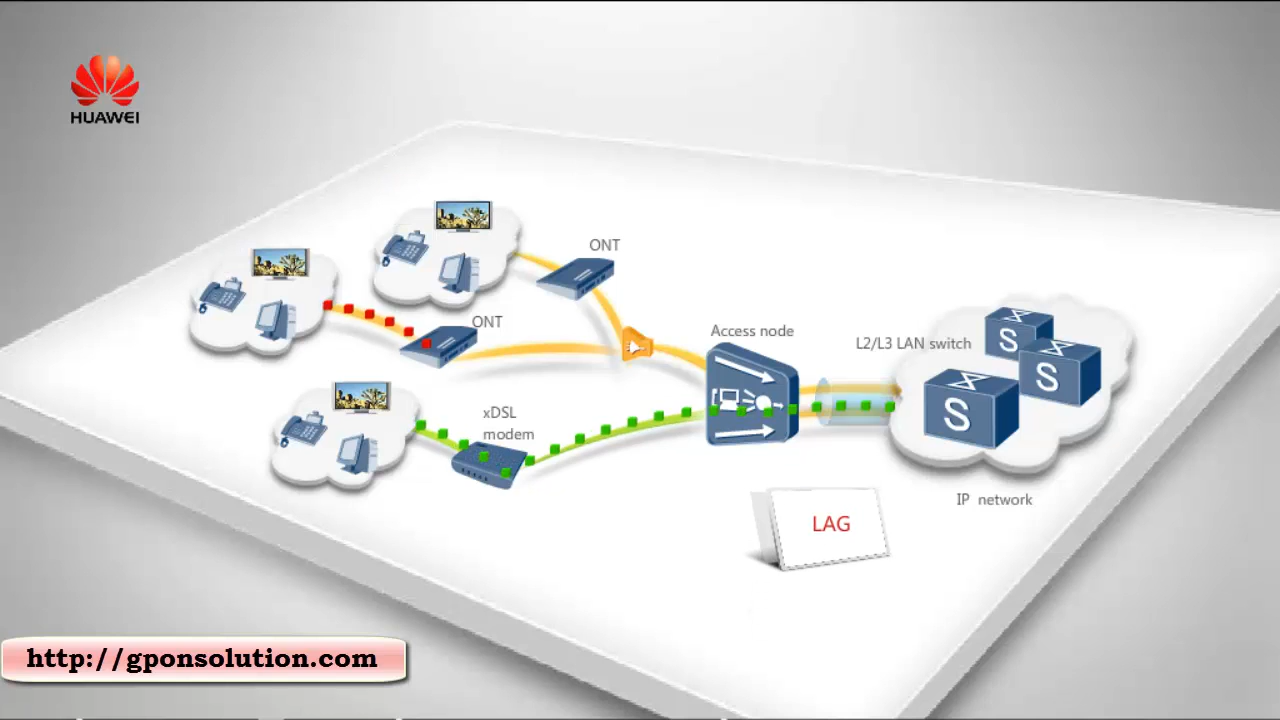 HUAWEI
ONT
ONT
Access node
L2/L3 LAN switch
S
S
S
xDSL
modem
IP network
LAG
http://gponsolution.com